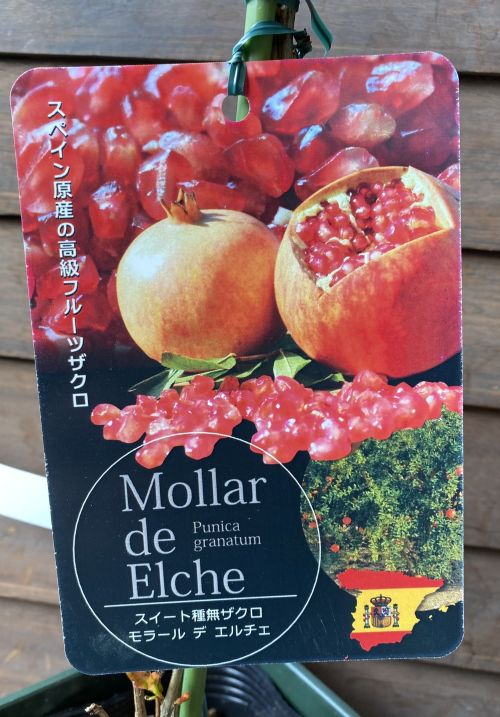 スペイン原産の高級フルーツザクロ
Mollar
de
Punica
granatum
Elche
スイート種無ザクロ
モラール デ エルチェ